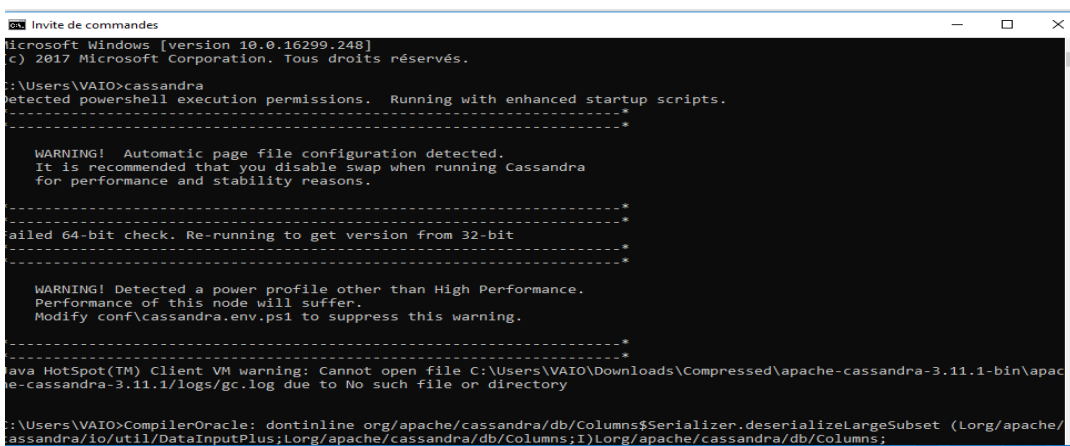 Invite de commandes
Microsoft Windows [version 10.0.16299.248]
(c) 2017 Microsoft Corporation. Tous droits réservés.
C:\Users\VAIO>cassandra
Detected powershell execution permissions.  Running with enhanced startup scripts.
*---------------------------------------------------------------------*
*---------------------------------------------------------------------*
WARNING!  Automatic page file configuration detected.
It is recommended that you disable swap when running Cassandra
for performance and stability reasons.
*---------------------------------------------------------------------*
*---------------------------------------------------------------------*
Failed 64-bit check. Re-running to get version from 32-bit
*---------------------------------------------------------------------*
*---------------------------------------------------------------------*
WARNING! Detected a power profile other than High Performance.
Performance of this node will suffer.
Modify conf\cassandra.env.ps1 to suppress this warning.
*---------------------------------------------------------------------*
*---------------------------------------------------------------------*
Java HotSpot(TM) Client VM warning: Cannot open file C:\Users\VAIO\Downloads\Compressed\apache-cassandra-3.11.1-bin\apac
he-cassandra-3.11.1/logs/gc.log due to No such file or directory
C:\Users\VAIO>CompilerOracle: dontinline org/apache/cassandra/db/Columns$Serializer.deserializeLargeSubset (Lorg/apache/
cassandra/io/util/DataInputPlus;Lorg/apache/cassandra/db/Columns;I)Lorg/apache/cassandra/db/Columns;